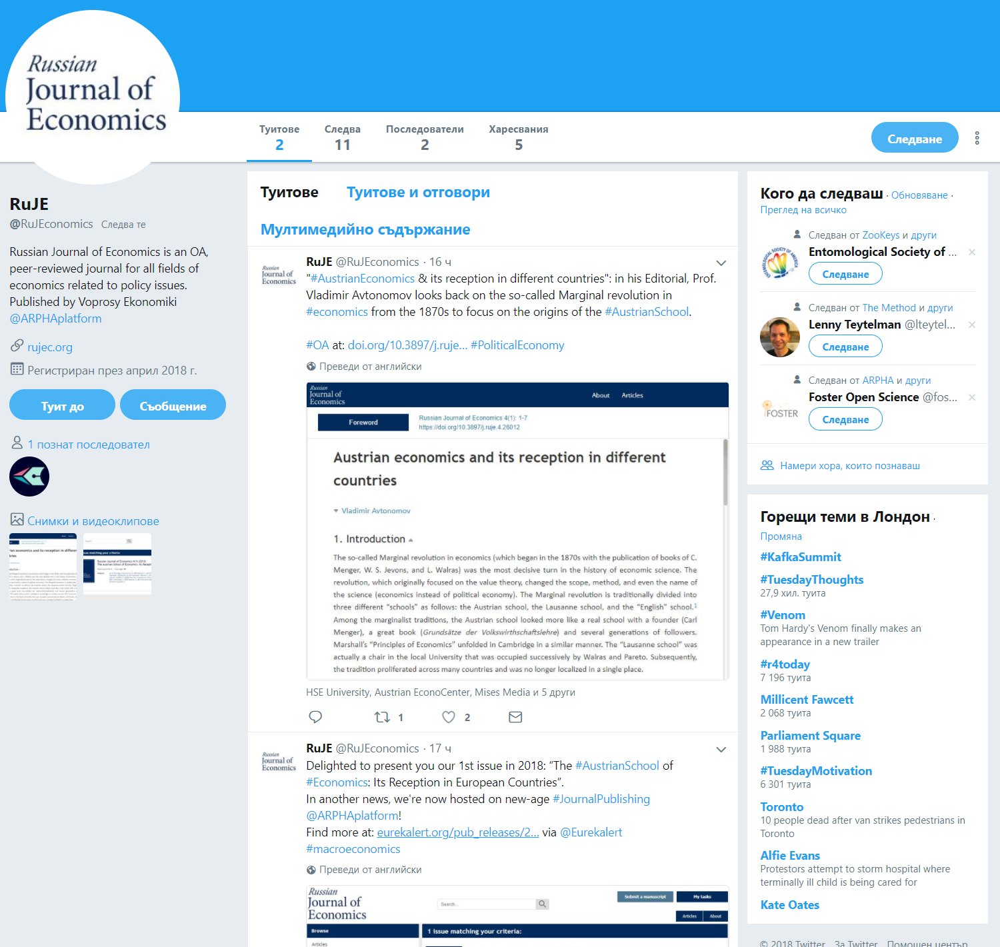 Russian
Journal of
Economics
Туитове
2
Следва
11
Последователи
2
Харесвания
5
Следване
RuJE
@RuJEconomics Следва те
Russian Journal of Economics is an OA,
peer-reviewed journal for all fields of
economics related to policy issues.
Published by Voprosy Ekonomiki
@ARPHAplatform
rujec.org
Регистриран през април 2018 г.
Туит до
Съобщение
1 познат последовател
Снимки и видеоклипове
Туитове Туитове и отговори
Мултимедийно съдържание
RuJE @RuJEconomics · 16 ч
Russian
Journal of
Economics
"#AustrianEconomics & its reception in different countries": in his Editorial, Prof.
Vladimir Avtonomov looks back on the so-called Marginal revolution in
#economics from the 1870s to focus on the origins of the #AustrianSchool.
#OA at: doi.org/10.3897/j.ruje… #PoliticalEconomy
Преведи от английски
Russian
Journal of
Economics
About Articles
Foreword
Russian Journal of Economics 4(1): 1-7
https://doi.org/10.3897/j.ruje.4.26012
Austrian economics and its reception in different
countries
Vladimir Avtonomov
1. Introduction
The so-called Marginal revolution in economics (which began in the 1870s with the publication of books of C.
Menger, W. S. Jevons, and L. Walras) was the most decisive turn in the history of economic science. The
revolution, which originally focused on the value theory, changed the scope, method, and even the name of
the science (economics instead of political economy). The Marginal revolution is traditionally divided into
three different “schools” as follows: the Austrian school, the Lausanne school, and the “English” school.1
Among the marginalist traditions, the Austrian school looked more like a real school with a founder (Carl
Menger), a great book (Grundsätze der Volkswirthschaftslehre) and several generations of followers.
Marshall’s “Principles of Economics” unfolded in Cambridge in a similar manner. The “Lausanne school” was
actually a chair in the local University that was occupied successively by Walras and Pareto. Subsequently,
the tradition proliferated across many countries and was no longer localized in a single place.
HSE University, Austrian EconoCenter, Mises Media и 5 други
1 2
RuJE @RuJEconomics · 17 ч
Russian
Journal of
Economics
Delighted to present you our 1st issue in 2018: “The #AustrianSchool of
#Economics: Its Reception in European Countries”.
In another news, we're now hosted on new-age #JournalPublishing
@ARPHAplatform!
Find more at: eurekalert.org/pub_releases/2… via @Eurekalert
#macroeconomics
Преведи от английски
Russian
Journal of
Economics
Search...
Submit a manuscript My tasks
Articles About
Browse
1 issue matching your criteria:
Articles
Кого да следваш · Обновяване ·
Преглед на всичко
Следван от ZooKeys и други
Entomological Society of ...
ENTOMOLOGICAL SOCIETY OF AMERICA
Следване
Следван от The Method и други
Lenny Teytelman @lteytel...
Следване
Следван от ARPHA и други
Foster Open Science @fos...
FOSTER
Следване
Намери хора, които познаваш
Горещи теми в Лондон ·
Промяна
#KafkaSummit
#TuesdayThoughts
27,9 хил. туита
#Venom
Tom Hardy's Venom finally makes an
appearance in a new trailer
#r4today
7 196 туита
Millicent Fawcett
2 068 туита
Parliament Square
1 988 туита
#TuesdayMotivation
6 301 туита
Toronto
10 people dead after van strikes pedestrians in
Toronto
Alfie Evans
Protestors attempt to storm hospital where
terminally ill child is being cared for
Kate Oates
© 2018 Twitter За Twitter Помощен център